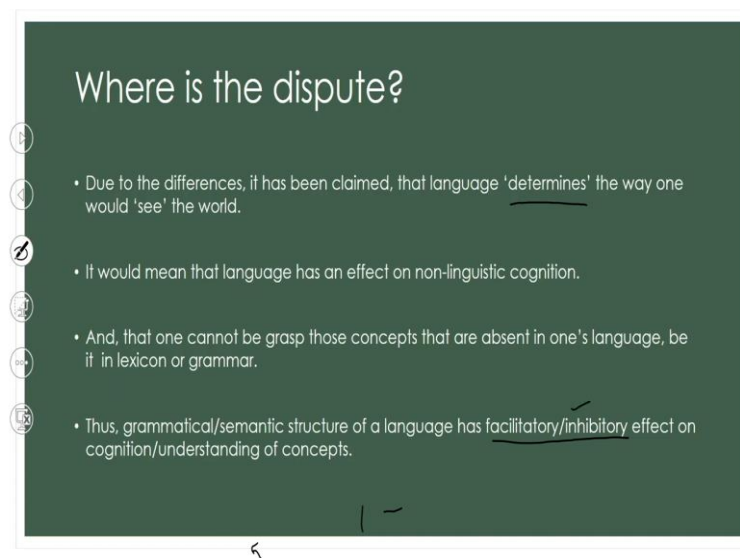 Where is the dispute?
• Due to the differences, it has been claimed, that language ‘determines’ the way one
would ‘see’ the world.
• It would mean that language has an effect on non-linguistic cognition.
• And, that one cannot be grasp those concepts that are absent in one’s language, be
it in lexicon or grammar.
• Thus, grammatical/semantic structure of a language has facilitatory/inhibitory effect on
cognition/understanding of concepts.